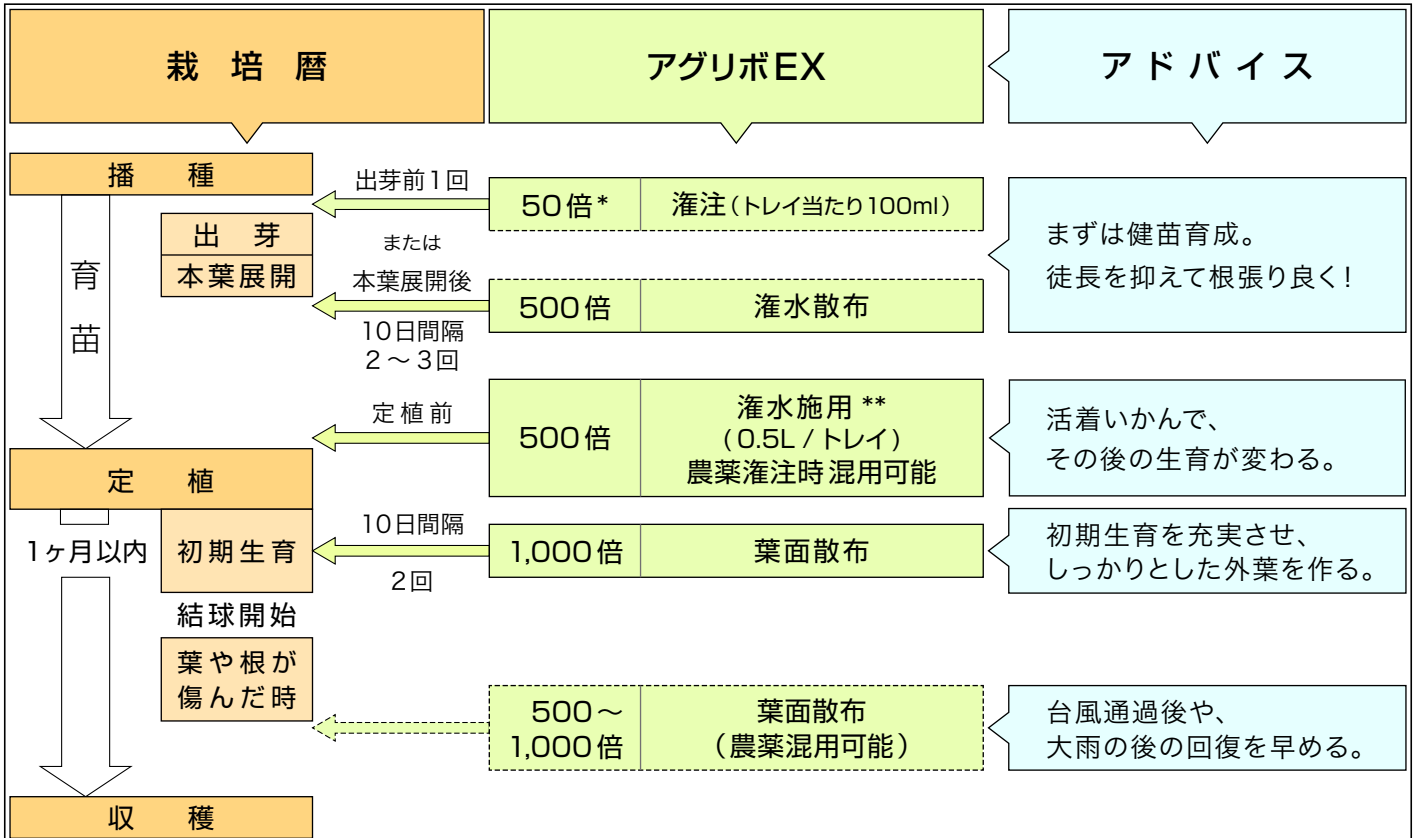 栽培暦
アグリボEX
アドバイス
播種
出芽前1回
50倍*
灌注(トレイ当たり100ml)
出芽
または
本葉展開
本葉展開後
500倍
灌水散布
10日間隔
2～3回
まずは健苗育成。
徒長を抑えて根張り良く!
育苗
定植前
500倍
灌水施用**
(0.5L / トレイ)
農薬灌注時 混用可能
活着いかんで、
その後の生育が変わる。
定植
1ヶ月以内
初期生育
10日間隔
2回
1,000倍
葉面散布
初期生育を充実させ、
しっかりとした外葉を作る。
結球開始
葉や根が
傷んだ時
500～
1,000倍
葉面散布
(農薬混用可能)
台風通過後や、
大雨の後の回復を早める。
収穫